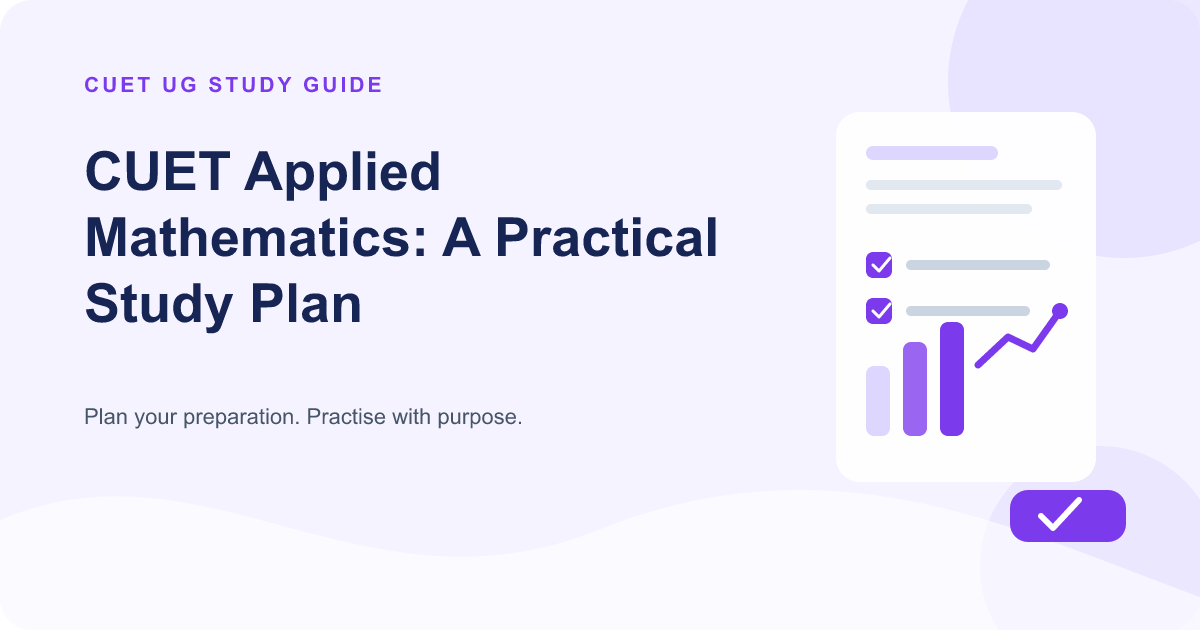 CUET UG STUDY GUIDE
CUET Applied
Mathematics: A Practical
Study Plan
Plan your preparation. Practise with purpose.